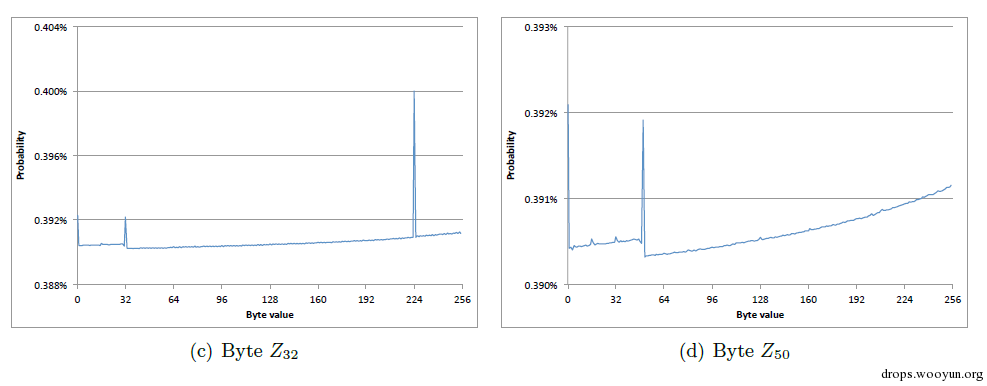 0.404%
0.400%
0.396%
0.392%
0.388%
Probability
0 32 64 96 128 160 192 224 256
Byte value
(c) Byte Z32
0.393%
0.392%
0.391%
0.390%
Probability
0 32 64 96 128 160 192 224 256
Byte value
(d) Byte Z50
drops.wooyun.org